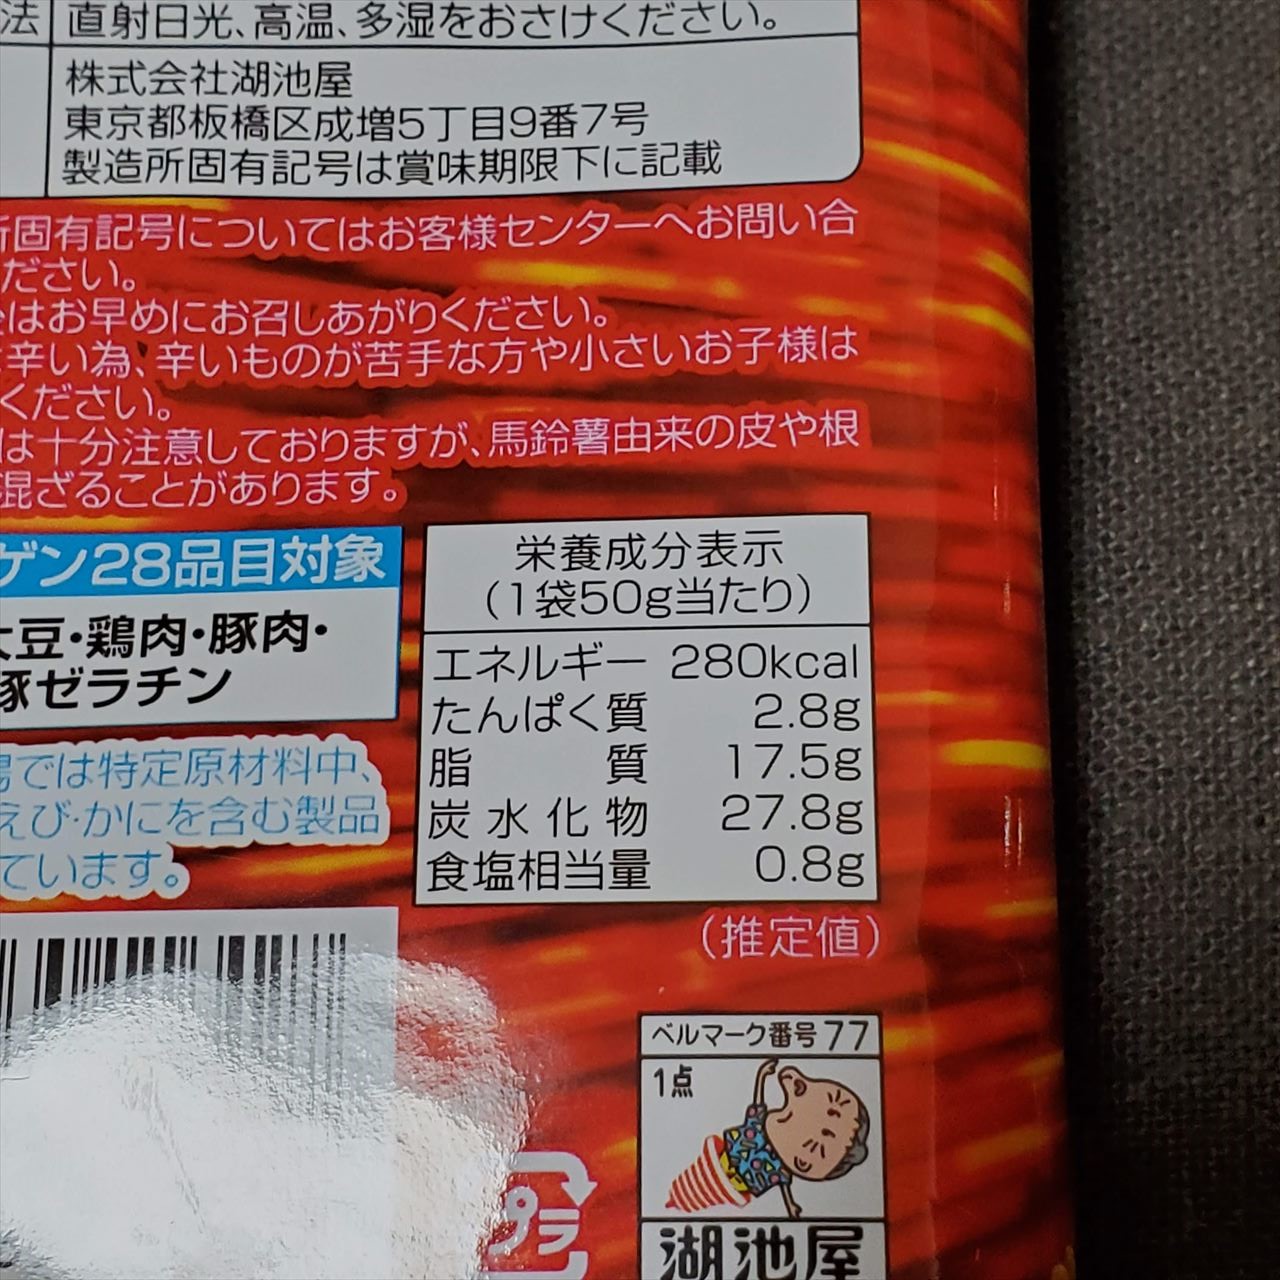 法 直射日光、高温、多湿をおさけください。
株式会社湖池屋
東京都板橋区成増5丁目9番7号
製造所固有記号は賞味期限下に記載
所固有記号についてはお客様センターへお問い合
ださい。
はお早めにお召しあがりください。
辛い為、辛いものが苦手な方や小さいお子様は
ください。
は十分注意しておりますが、馬鈴薯由来の皮や根
混ざることがあります。
ゲン28品目対象
大豆・鶏肉・豚肉・
豚ゼラチン
場では特定原材料中、
えび・かにを含む製品
ています。
栄養成分表示
(1袋50g当たり)
エネルギー 280kcal
たんぱく質 2.8g
脂質 17.5g
炭水化物 27.8g
食塩相当量 0.8g
(推定値)
ベルマーク番号77
1点
湖池屋
プラ